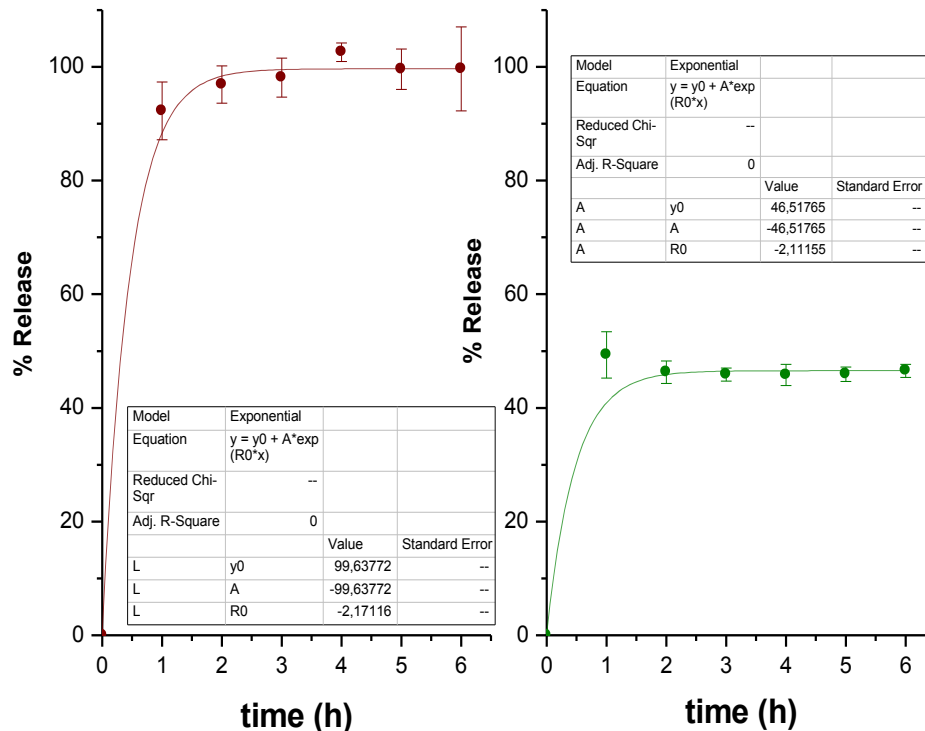 % Release
100
80
60
40
20
0
0 1 2 3 4 5 6
time (h)
Model Exponential
Equation y = y0 + A*exp
(R0*x)
Reduced Chi-
Sqr --
Adj. R-Square 0
Value Standard Error
L y0 99,63772 --
L A -99,63772 --
L R0 -2,17116 --
% Release
100
80
60
40
20
0
0 1 2 3 4 5 6
time (h)
Model Exponential
Equation y = y0 + A*exp
(R0*x)
Reduced Chi-
Sqr --
Adj. R-Square 0
Value Standard Error
A y0 46,51765 --
A A -46,51765 --
A R0 -2,11155 --